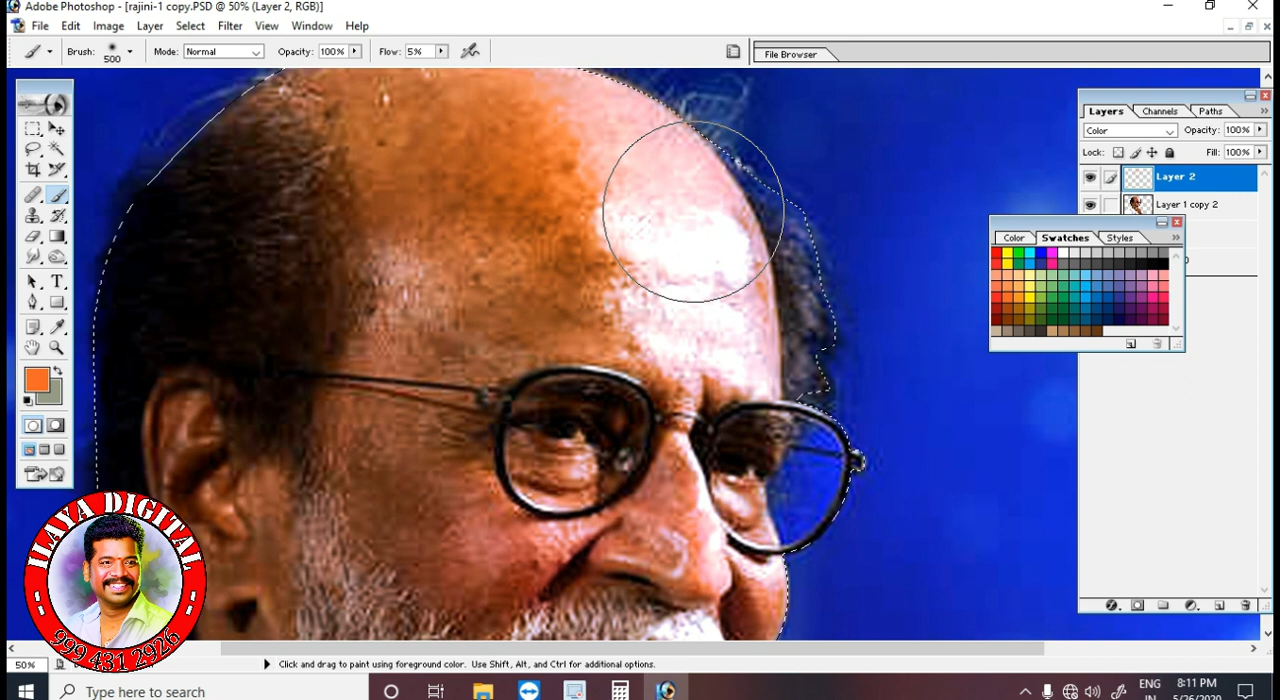 Adobe Photoshop - [rajini-1 copy.PSD @ 50% (Layer 2, RGB)]
File Edit Image Layer Select Filter View Window Help
Brush: 500 Mode: Normal Opacity: 100% Flow: 5% File Browser
Layers Channels Paths
Color Opacity: 100%
Lock: Fill: 100%
Layer 2
Layer 1 copy 2
Color Swatches Styles
ILAYA DIGITAL
999 431 2926
50% Click and drag to paint using foreground color. Use Shift, Alt, and Ctrl for additional options.
Type here to search
ENG
IN
8:11 PM
5/26/2020